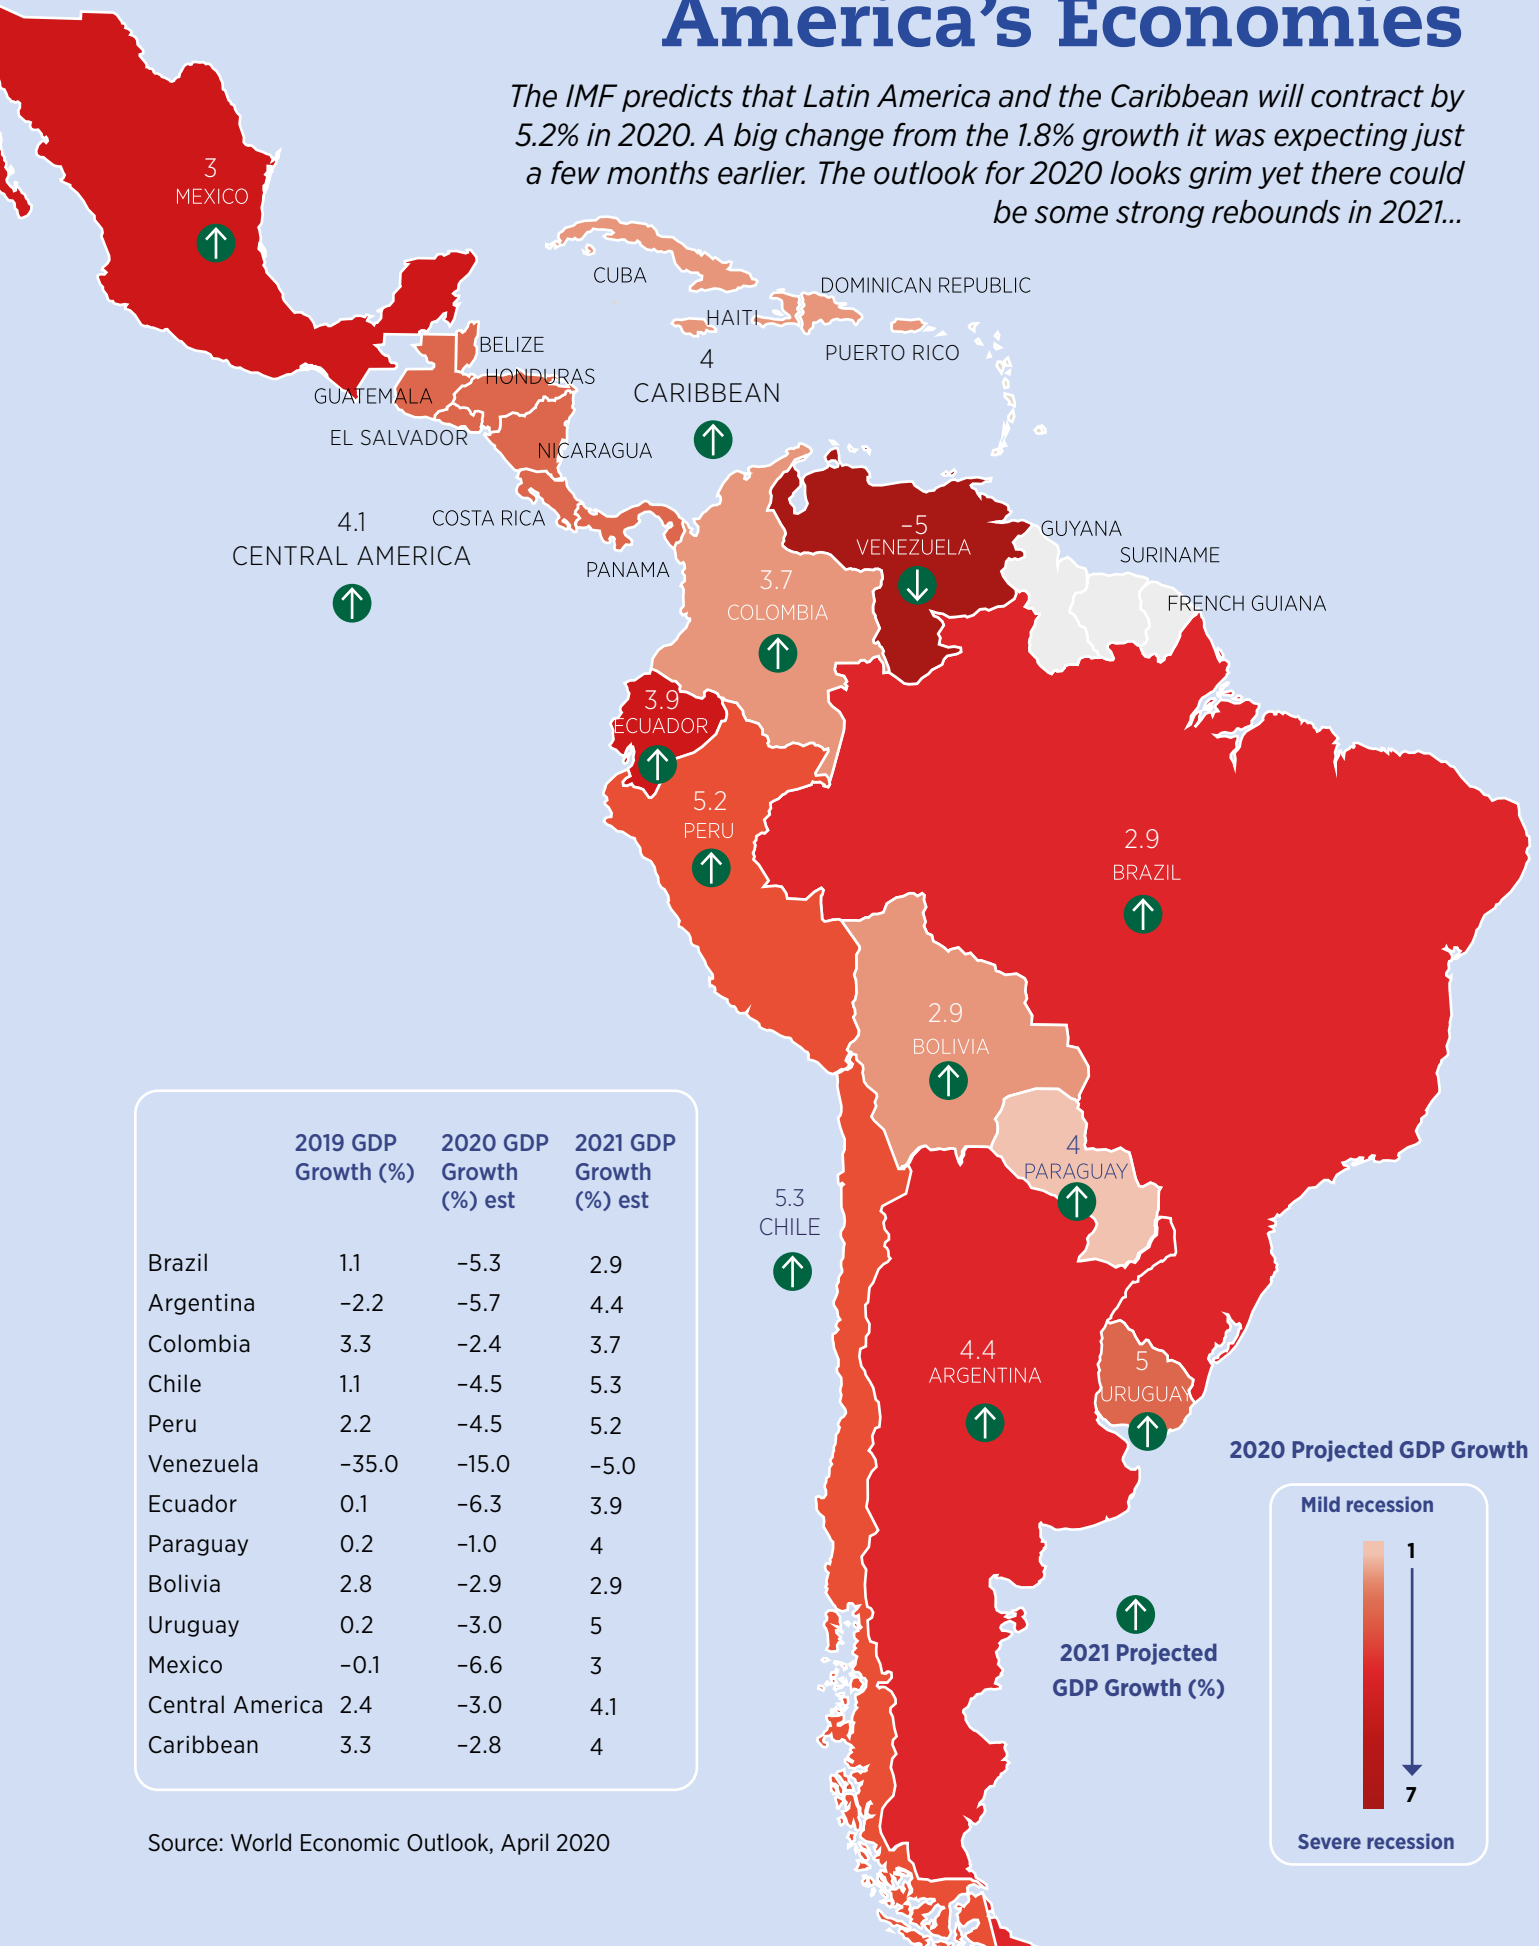 America's Economies
The IMF predicts that Latin America and the Caribbean will contract by
5.2% in 2020. A big change from the 1.8% growth it was expecting just
a few months earlier. The outlook for 2020 looks grim yet there could
be some strong rebounds in 2021...
3
MEXICO
CUBA
DOMINICAN REPUBLIC
HAITI
PUERTO RICO
BELIZE
HONDURAS
GUATEMALA
4
CARIBBEAN
EL SALVADOR
NICARAGUA
COSTA RICA
4.1
CENTRAL AMERICA
PANAMA
–5
VENEZUELA
GUYANA
SURINAME
FRENCH GUIANA
3.7
COLOMBIA
3.9
ECUADOR
5.2
PERU
2.9
BRAZIL
2.9
BOLIVIA
4
PARAGUAY
5.3
CHILE
4.4
ARGENTINA
5
URUGUAY
2019 GDP 2020 GDP 2021 GDP
Growth (%) Growth Growth
(%) est (%) est
Brazil 1.1 –5.3 2.9
Argentina –2.2 –5.7 4.4
Colombia 3.3 –2.4 3.7
Chile 1.1 –4.5 5.3
Peru 2.2 –4.5 5.2
Venezuela –35.0 –15.0 –5.0
Ecuador 0.1 –6.3 3.9
Paraguay 0.2 –1.0 4
Bolivia 2.8 –2.9 2.9
Uruguay 0.2 –3.0 5
Mexico –0.1 –6.6 3
Central America 2.4 –3.0 4.1
Caribbean 3.3 –2.8 4
Source: World Economic Outlook, April 2020
2020 Projected GDP Growth
Mild recession
1
7
Severe recession
2021 Projected
GDP Growth (%)